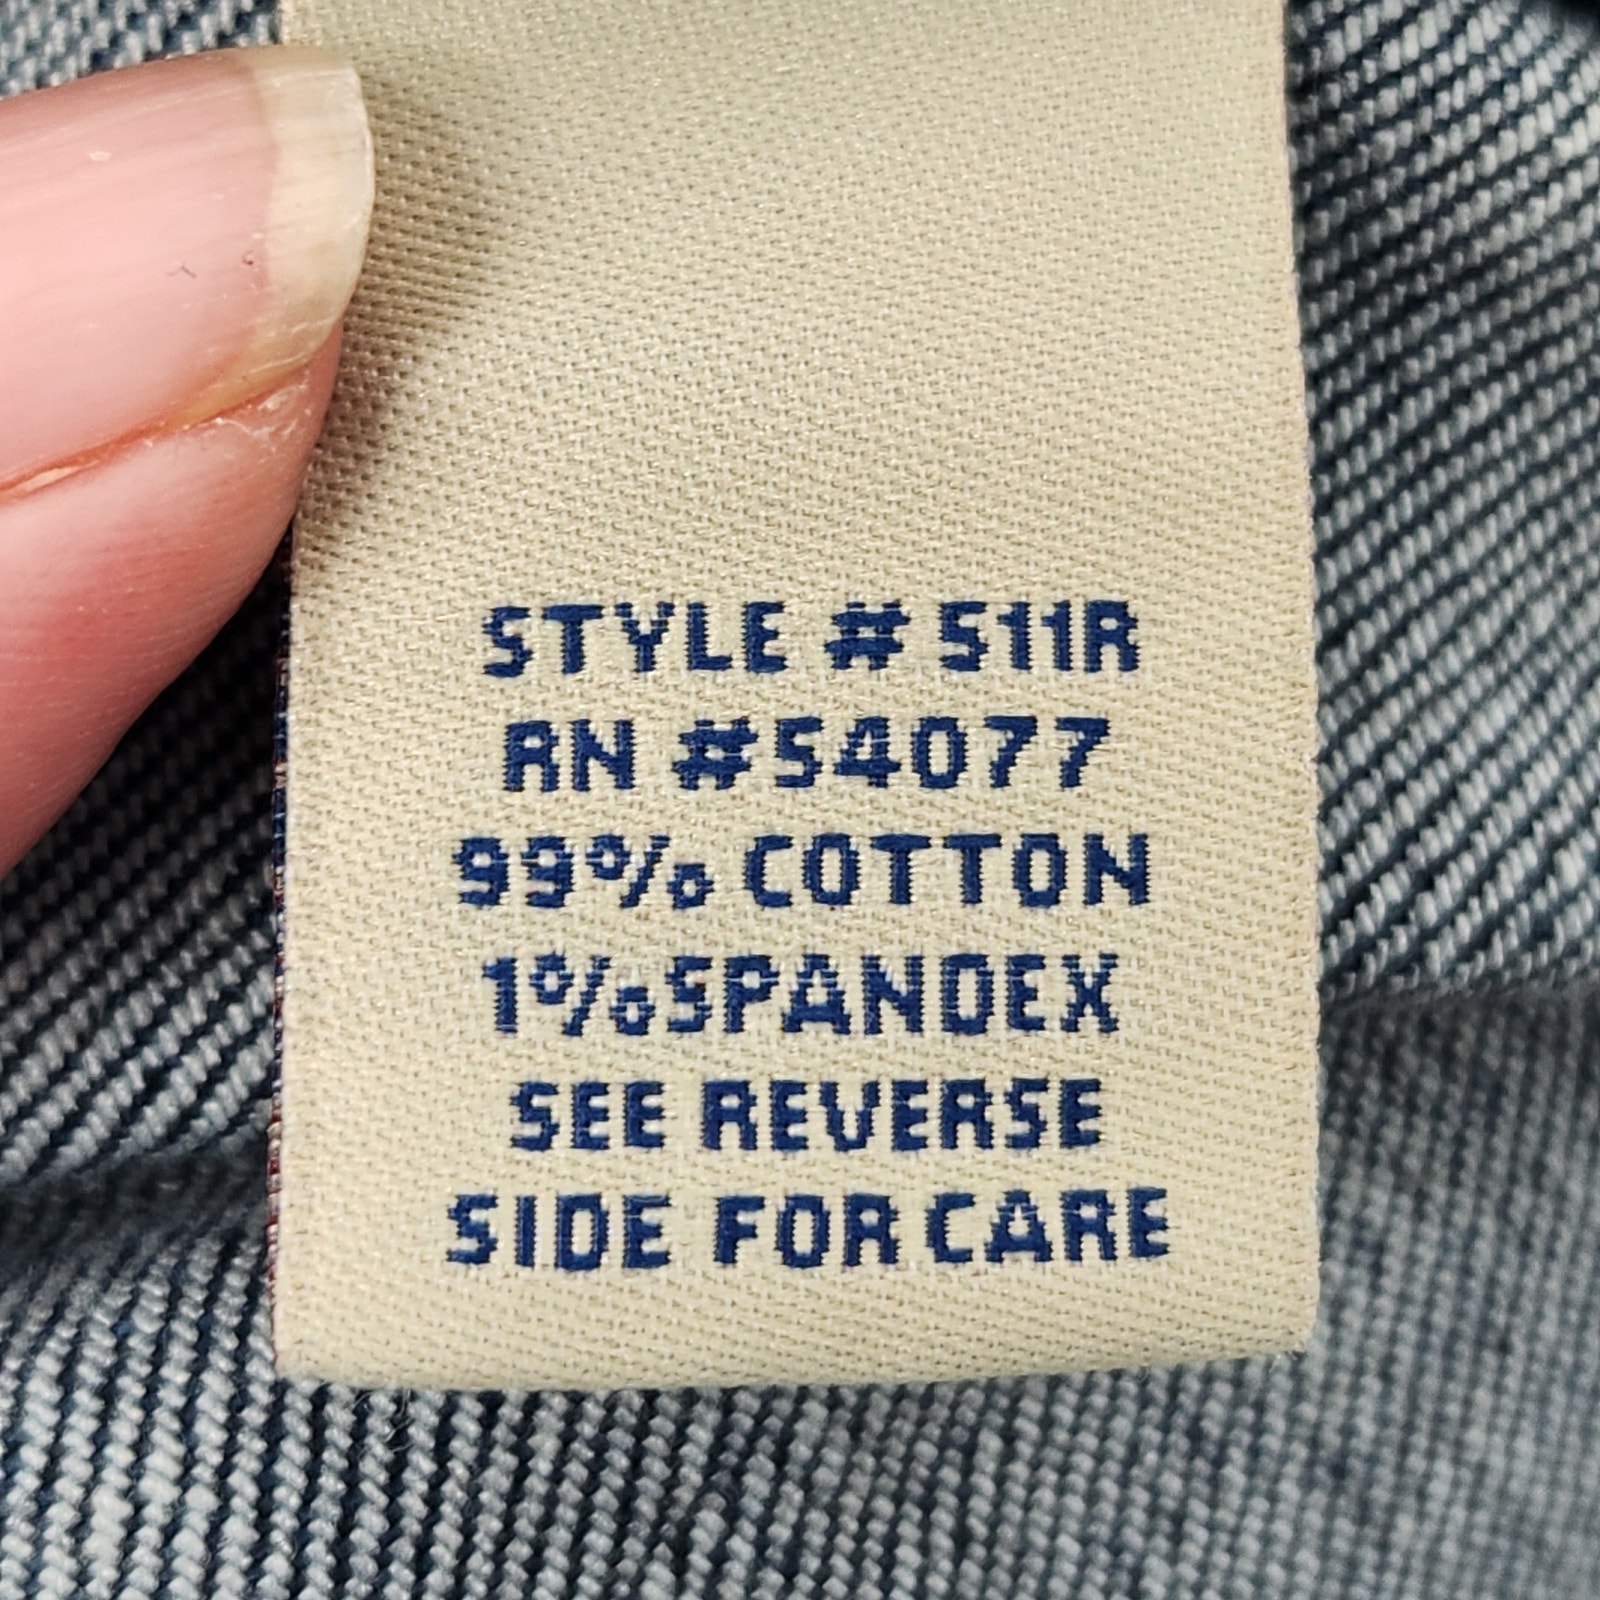 STYLE # 511R
RN #54077
99% COTTON
1% SPANDEX
SEE REVERSE
SIDE FOR CARE